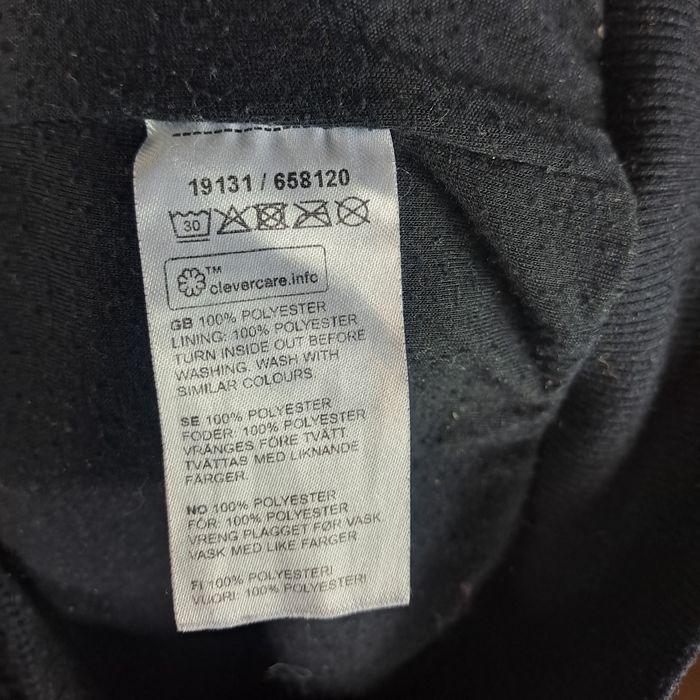 19131 / 658120
30
TM
clevercare.info
GB 100% POLYESTER
LINING: 100% POLYESTER
TURN INSIDE OUT BEFORE
WASHING. WASH WITH
SIMILAR COLOURS.
SE 100% POLYESTER
FODER: 100% POLYESTER
VRÄNGES FÖRE TVÄTT.
TVÄTTAS MED LIKNANDE
FÄRGER.
NO 100% POLYESTER
FÔR: 100% POLYESTER
VRENG PLAGGET FØR VASK.
VASK MED LIKE FARGER
FI 100% POLYESTERI
VUORI: 100% POLYESTERI